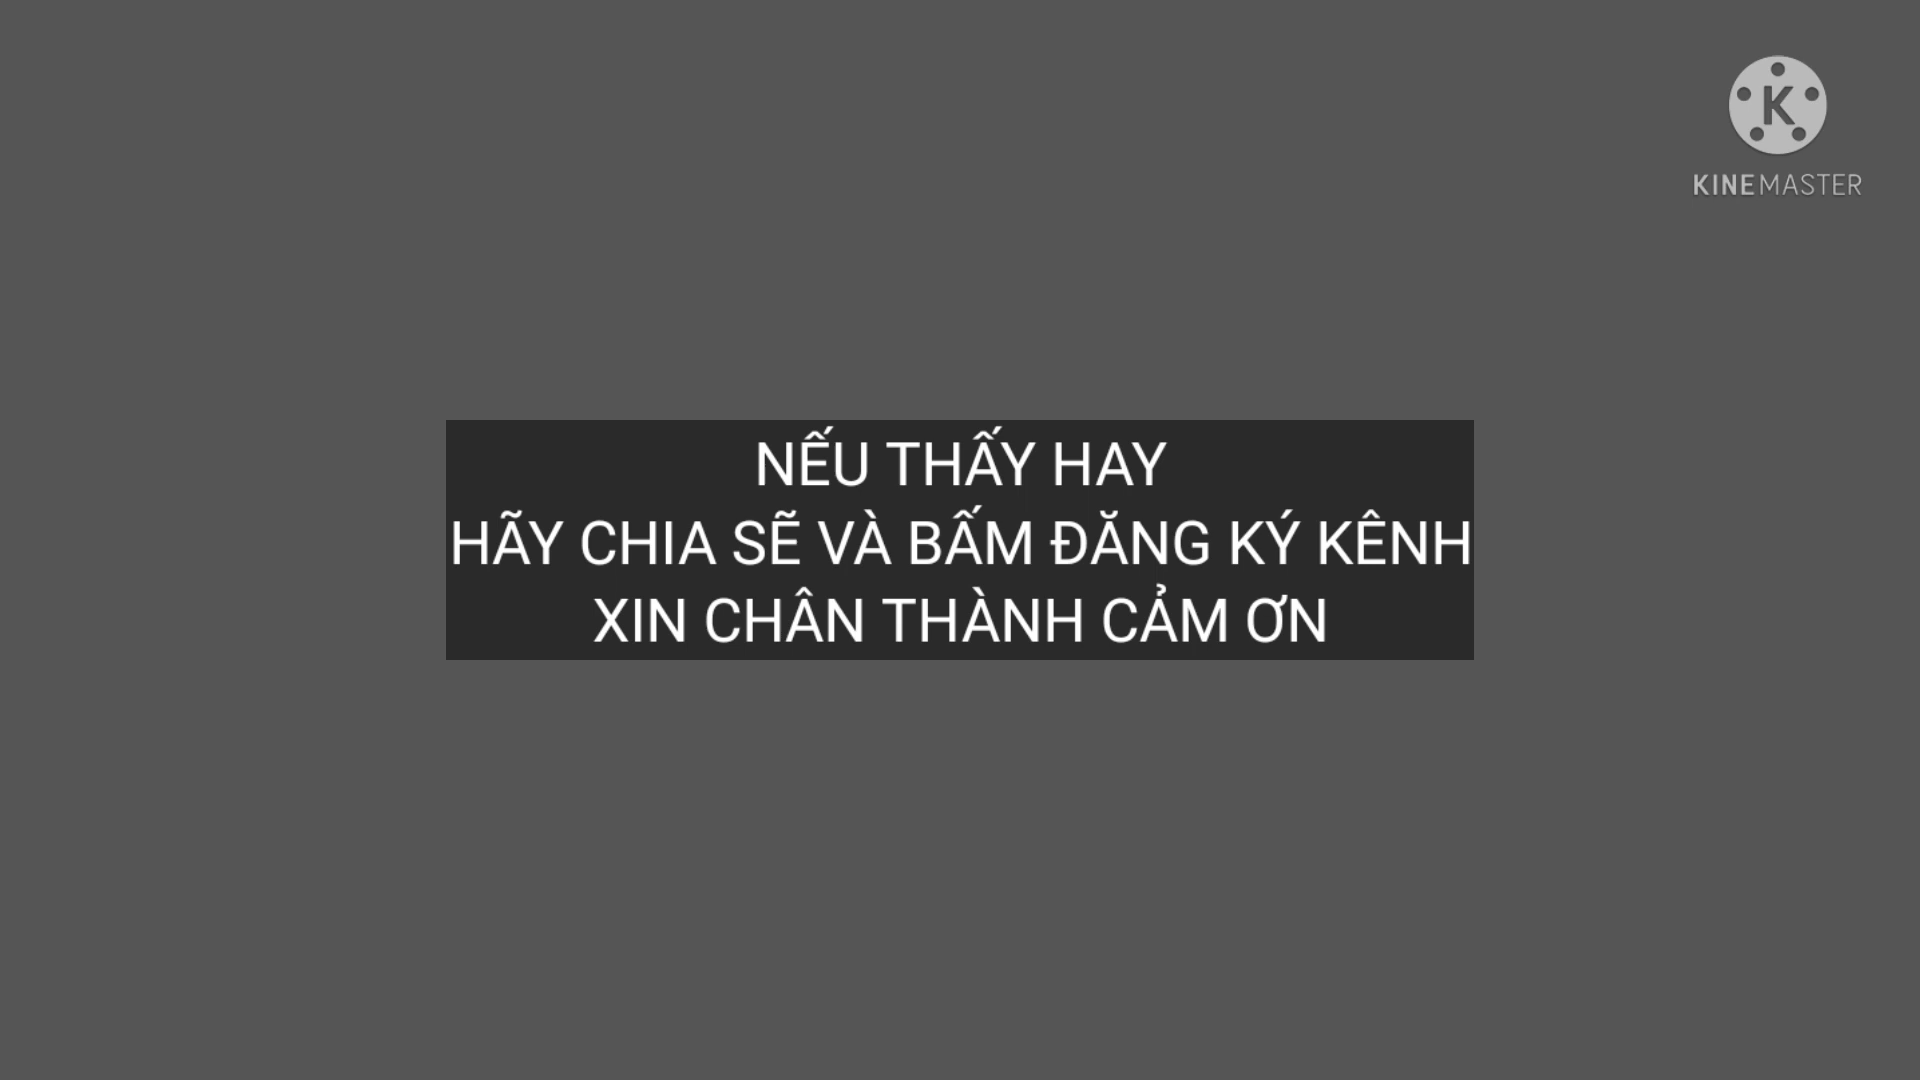 K
KINEMASTER
NẾU THẤY HAY
HÃY CHIA SẼ VÀ BẤM ĐĂNG KÝ KÊNH
XIN CHÂN THÀNH CẢM ƠN